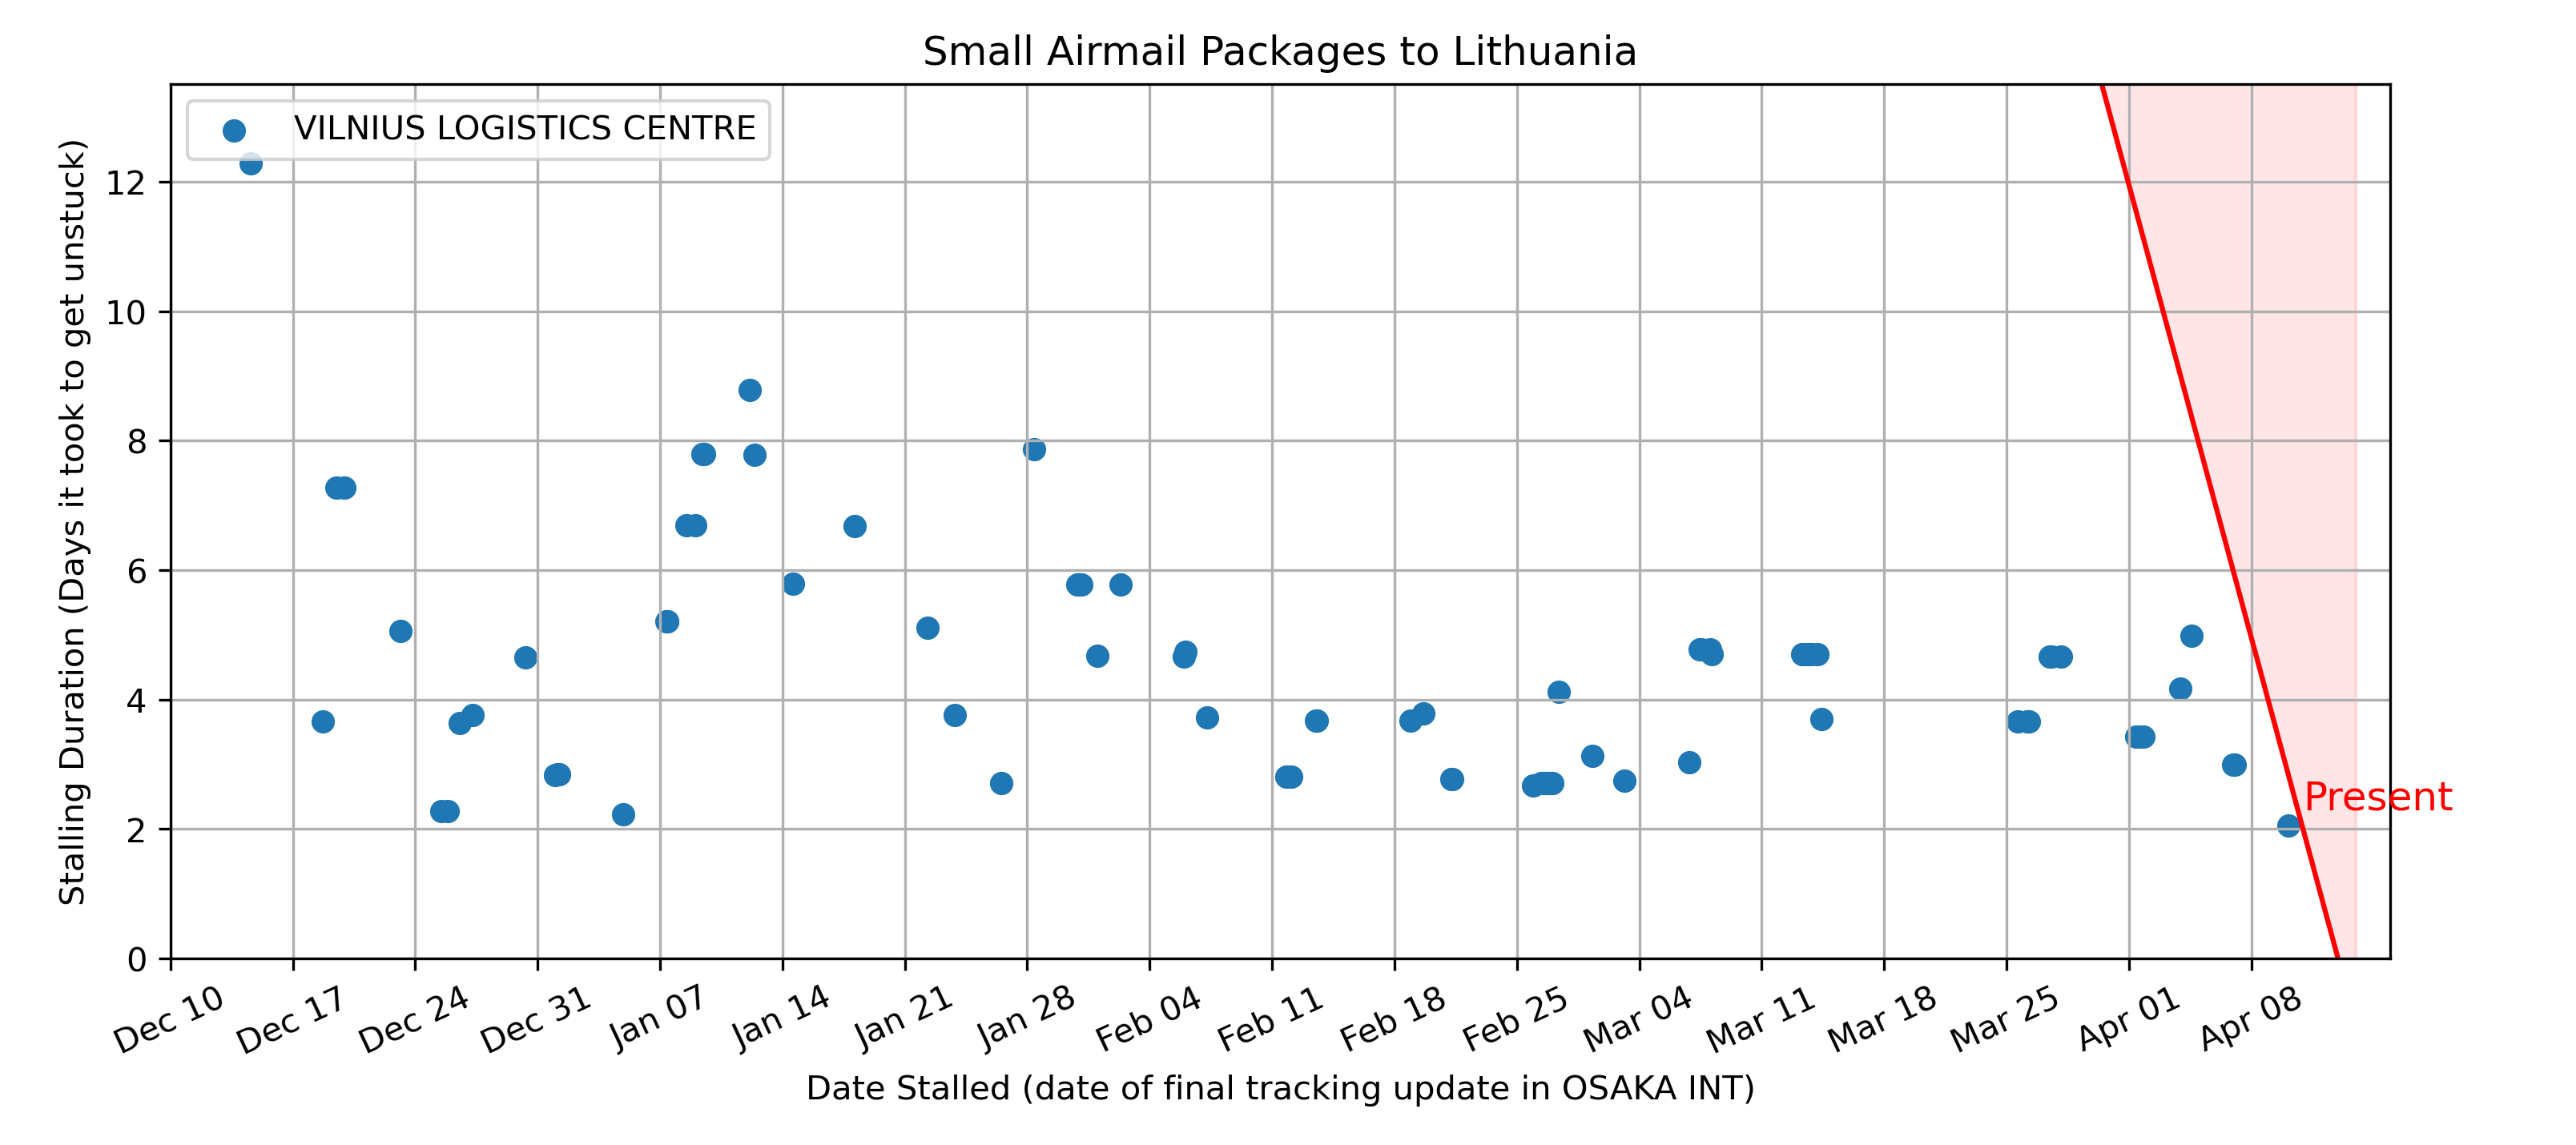 Small Airmail Packages to Lithuania
VILNIUS LOGISTICS CENTRE
Stalling Duration (Days it took to get unstuck)
12
10
8
6
4
2
0
Present
Dec 10
Dec 17
Dec 24
Dec 31
Jan 07
Jan 14
Jan 21
Jan 28
Feb 04
Feb 11
Feb 18
Feb 25
Mar 04
Mar 11
Mar 18
Mar 25
Apr 01
Apr 08
Date Stalled (date of final tracking update in OSAKA INT)